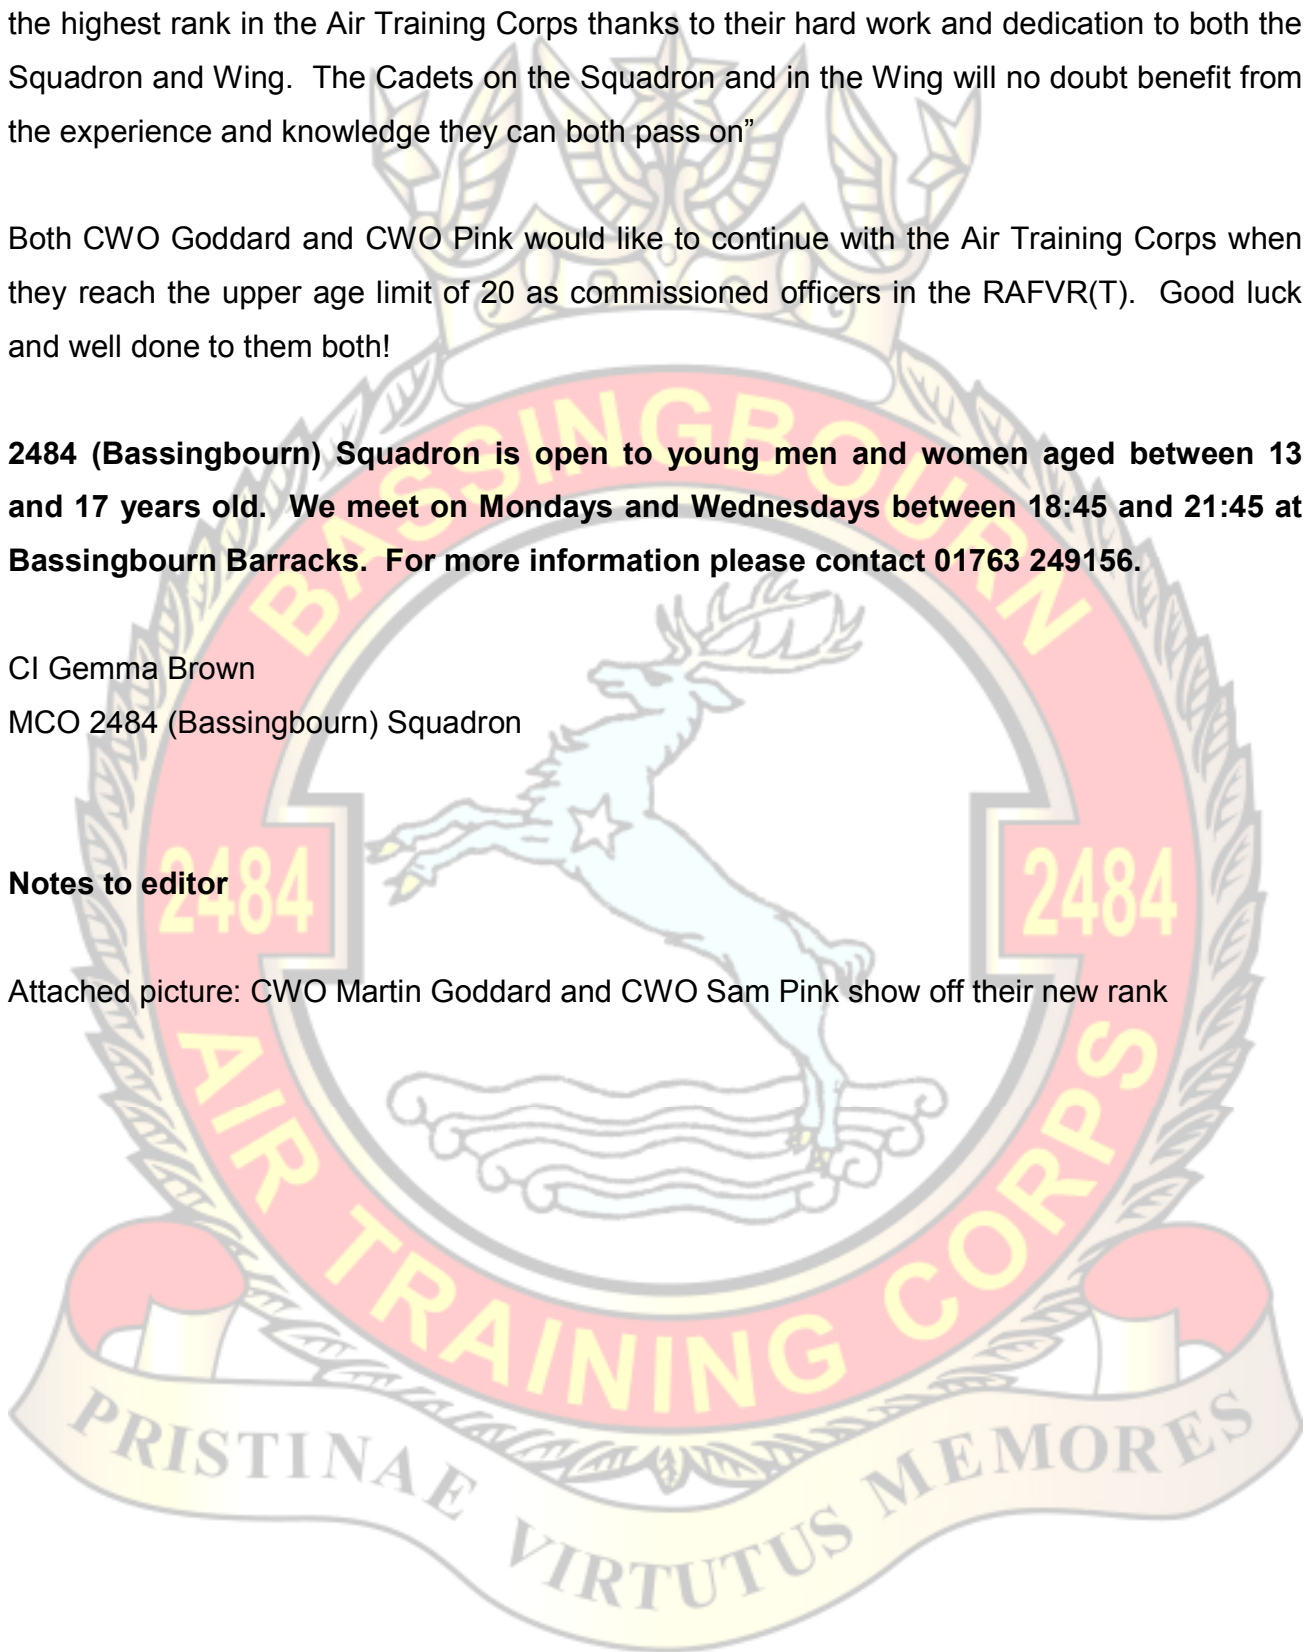 the highest rank in the Air Training Corps thanks to their hard work and dedication to both the
Squadron and Wing.  The Cadets on the Squadron and in the Wing will no doubt benefit from
the experience and knowledge they can both pass on”
Both CWO Goddard and CWO Pink would like to continue with the Air Training Corps when
they reach the upper age limit of 20 as commissioned officers in the RAFVR(T).  Good luck
and well done to them both!
2484 (Bassingbourn) Squadron is open to young men and women aged between 13
and 17 years old.  We meet on Mondays and Wednesdays between 18:45 and 21:45 at
Bassingbourn Barracks.  For more information please contact 01763 249156.
CI Gemma Brown
MCO 2484 (Bassingbourn) Squadron
Notes to editor
Attached picture: CWO Martin Goddard and CWO Sam Pink show off their new rank
BASSINGBOURN
2484
2484
AIR TRAINING CORPS
PRISTINAE VIRTUTUS MEMORES